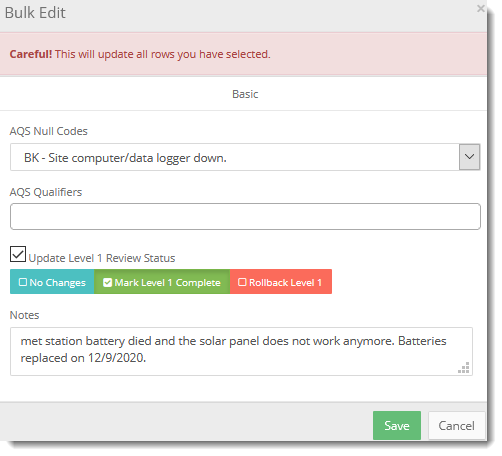 Bulk Edit
×
Careful! This will update all rows you have selected.
Basic
AQS Null Codes
BK - Site computer/data logger down.
AQS Qualifiers
Update Level 1 Review Status
No Changes Mark Level 1 Complete Rollback Level 1
Notes
met station battery died and the solar panel does not work anymore. Batteries
replaced on 12/9/2020.
Save Cancel